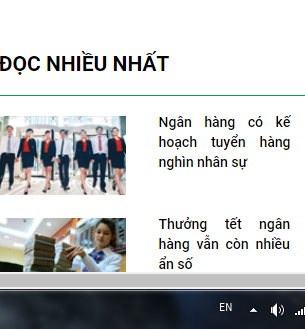 ĐỌC NHIỀU NHẤT
Ngân hàng có kế
hoạch tuyển hàng
nghìn nhân sự
Thưởng tết ngân
hàng vẫn còn nhiều
ẩn số
EN